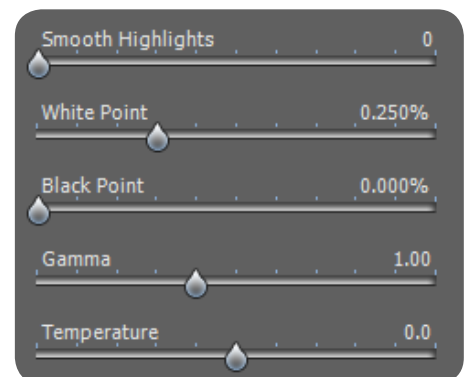 Smooth Highlights 0
White Point 0.250%
Black Point 0.000%
Gamma 1.00
Temperature 0.0